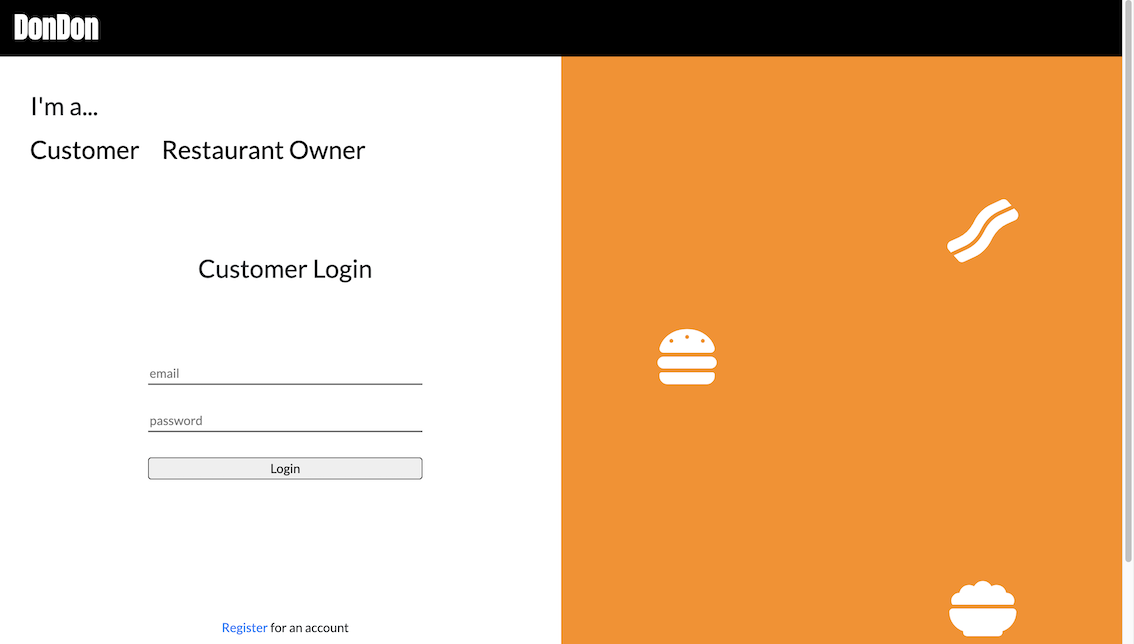 DonDon
I'm a...
Customer Restaurant Owner
Customer Login
email
password
Login
Register for an account